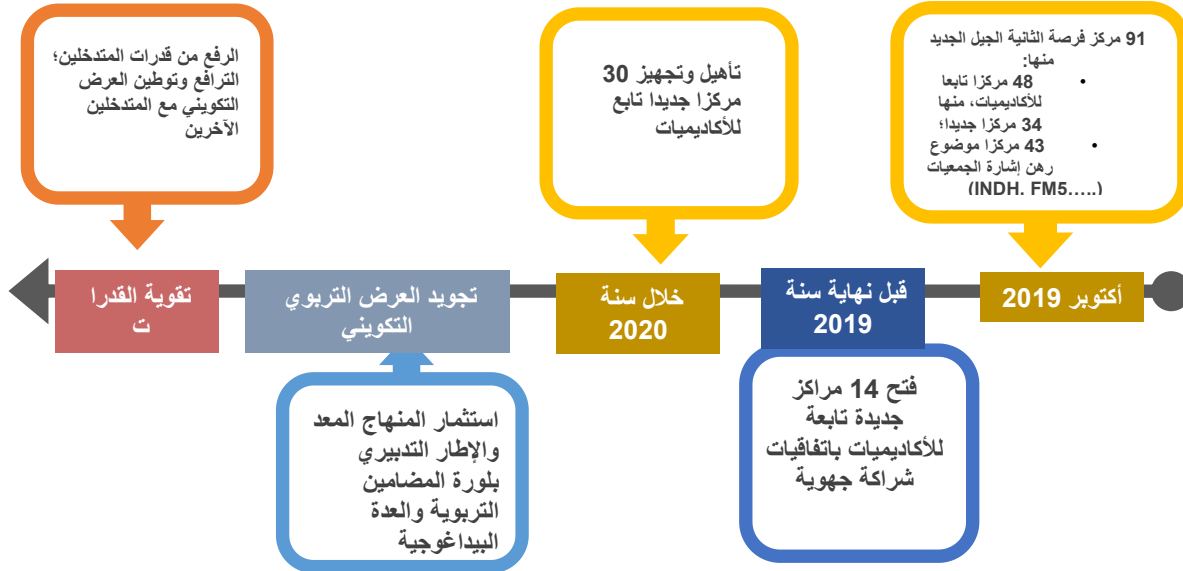 91 مركز فرصة الثانية الجيل الجديد
منها:
• 48 مركزا تابعا
للأكاديميات، منها
34 مركزا جديدا؛
• 43 مركزا موضوع
رهن إشارة الجمعيات
(INDH, FM5…..)
أكتوبر 2019
قبل نهاية سنة
2019
فتح 14 مراكز
جديدة تابعة
للأكاديميات باتفاقيات
شراكة جهوية
تأهيل وتجهيز 30
مركزا جديدا تابع
للأكاديميات
خلال سنة
2020
تجويد العرض التربوي
التكويني
استثمار المنهاج المعد
والإطار التدبيري
بلورة المضامين
التربوية والعدة
البيداغوجية
الرفع من قدرات المتدخلين؛
الترافع وتوطين العرض
التكويني مع المتدخلين
الآخرين
تقوية القدرا
ت